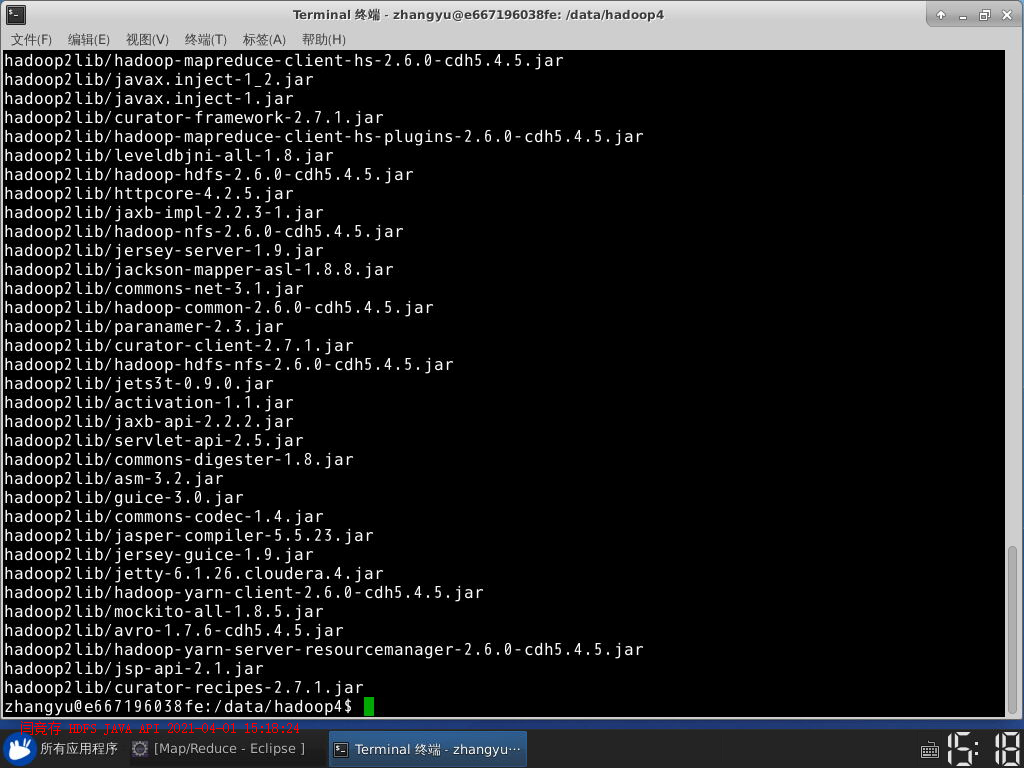 Terminal 终端 - zhangyu@e667196038fe: /data/hadoop4
文件(F) 编辑(E) 视图(V) 终端(T) 标签(A) 帮助(H)
hadoop2lib/hadoop-mapreduce-client-hs-2.6.0-cdh5.4.5.jar
hadoop2lib/javax.inject-1_2.jar
hadoop2lib/javax.inject-1.jar
hadoop2lib/curator-framework-2.7.1.jar
hadoop2lib/hadoop-mapreduce-client-hs-plugins-2.6.0-cdh5.4.5.jar
hadoop2lib/leveldbjni-all-1.8.jar
hadoop2lib/hadoop-hdfs-2.6.0-cdh5.4.5.jar
hadoop2lib/httpcore-4.2.5.jar
hadoop2lib/jaxb-impl-2.2.3-1.jar
hadoop2lib/hadoop-nfs-2.6.0-cdh5.4.5.jar
hadoop2lib/jersey-server-1.9.jar
hadoop2lib/jackson-mapper-asl-1.8.8.jar
hadoop2lib/commons-net-3.1.jar
hadoop2lib/hadoop-common-2.6.0-cdh5.4.5.jar
hadoop2lib/paranamer-2.3.jar
hadoop2lib/curator-client-2.7.1.jar
hadoop2lib/hadoop-hdfs-nfs-2.6.0-cdh5.4.5.jar
hadoop2lib/jets3t-0.9.0.jar
hadoop2lib/activation-1.1.jar
hadoop2lib/jaxb-api-2.2.2.jar
hadoop2lib/servlet-api-2.5.jar
hadoop2lib/commons-digester-1.8.jar
hadoop2lib/asm-3.2.jar
hadoop2lib/guice-3.0.jar
hadoop2lib/commons-codec-1.4.jar
hadoop2lib/jasper-compiler-5.5.23.jar
hadoop2lib/jersey-guice-1.9.jar
hadoop2lib/jetty-6.1.26.cloudera.4.jar
hadoop2lib/hadoop-yarn-client-2.6.0-cdh5.4.5.jar
hadoop2lib/mockito-all-1.8.5.jar
hadoop2lib/avro-1.7.6-cdh5.4.5.jar
hadoop2lib/hadoop-yarn-server-resourcemanager-2.6.0-cdh5.4.5.jar
hadoop2lib/jsp-api-2.1.jar
hadoop2lib/curator-recipes-2.7.1.jar
zhangyu@e667196038fe:/data/hadoop4$
HDFS JAVA API 2021-04-01 15:18:24
所有应用程序 [Map/Reduce - Eclipse ] Terminal 终端 - zhangyu… 15:18